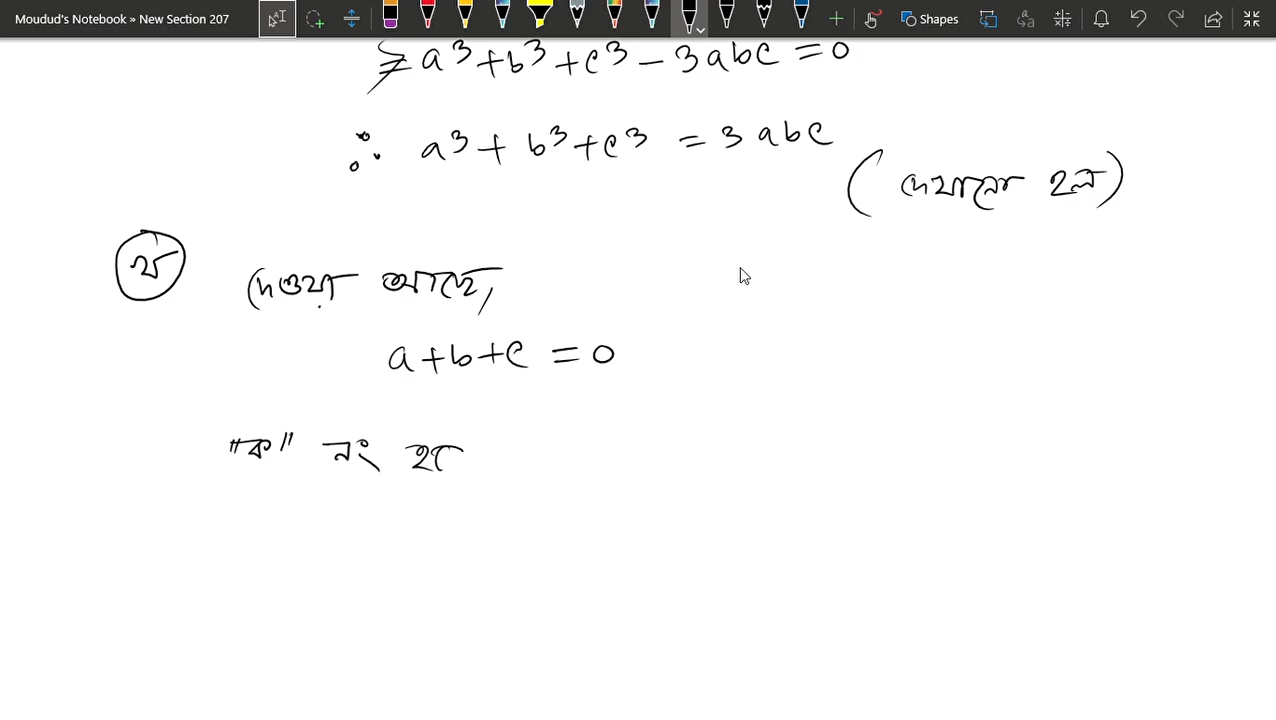 Moudud's Notebook » New Section 207
Shapes
⇒ a³+b³+c³−3abc=0
∴ a³+b³+c³=3abc
(দেখানো হল)
খ দেওয়া আছে,
a+b+c=0
"ক" নং হতে